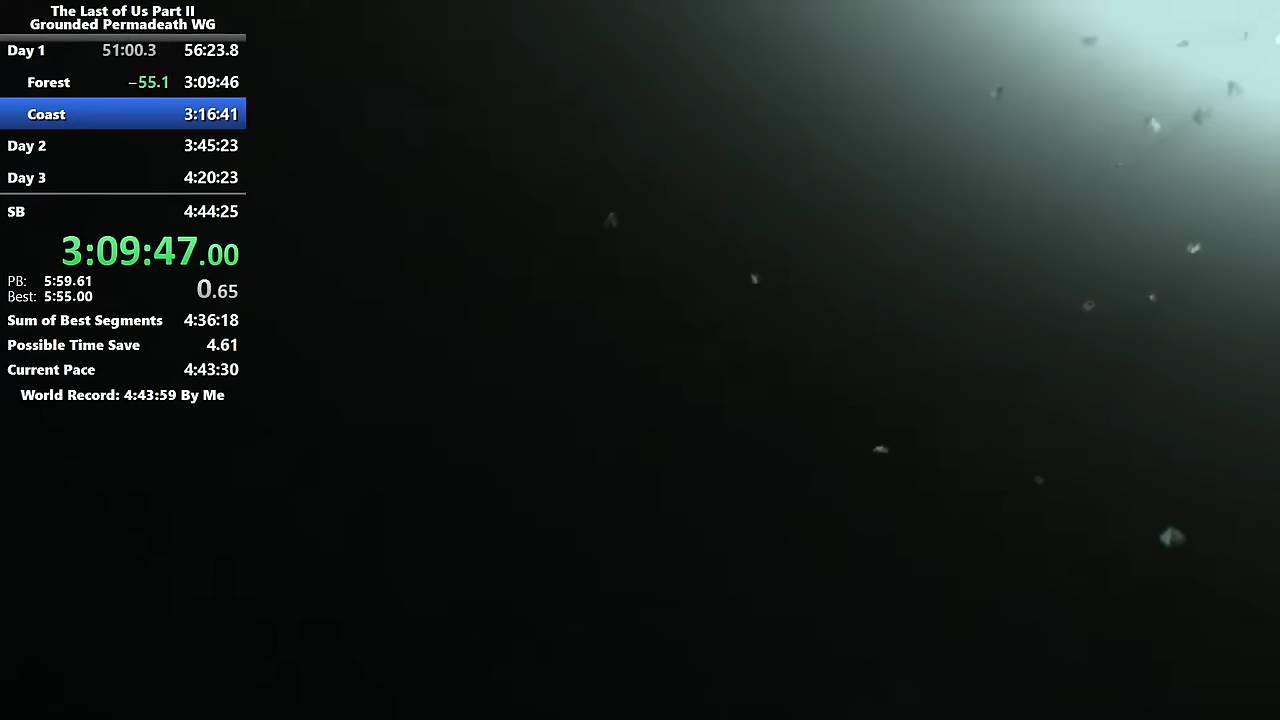 The Last of Us Part II
Grounded Permadeath WG
Day 1 51:00.3 56:23.8
Forest −55.1 3:09:46
Coast 3:16:41
Day 2 3:45:23
Day 3 4:20:23
SB 4:44:25
3:09:47.00
PB: 5:59.61
Best: 5:55.00 0.65
Sum of Best Segments 4:36:18
Possible Time Save 4.61
Current Pace 4:43:30
World Record: 4:43:59 By Me